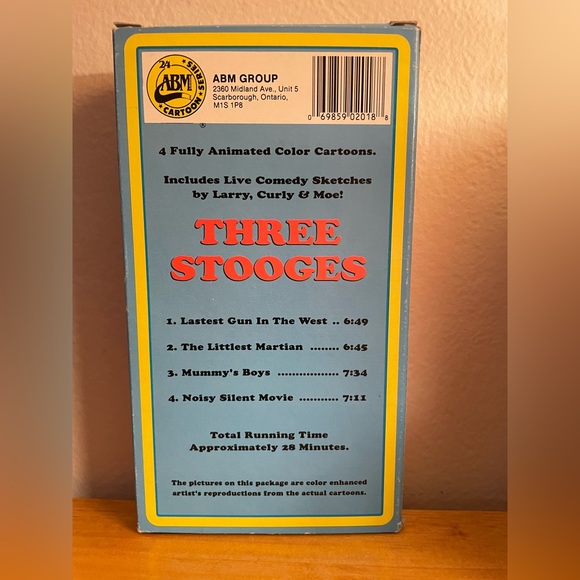 24
ABM
CARTOON SERIES
ABM GROUP
2360 Midland Ave., Unit 5
Scarborough, Ontario,
M1S 1P8
0 69859 02018 8
®
4 Fully Animated Color Cartoons.
Includes Live Comedy Sketches
by Larry, Curly & Moe!
THREE
STOOGES
1. Lastest Gun In The West .. 6:49
2. The Littlest Martian ........ 6:45
3. Mummy's Boys ................. 7:34
4. Noisy Silent Movie ........... 7:11
Total Running Time
Approximately 28 Minutes.
The pictures on this package are color enhanced
artist's reproductions from the actual cartoons.